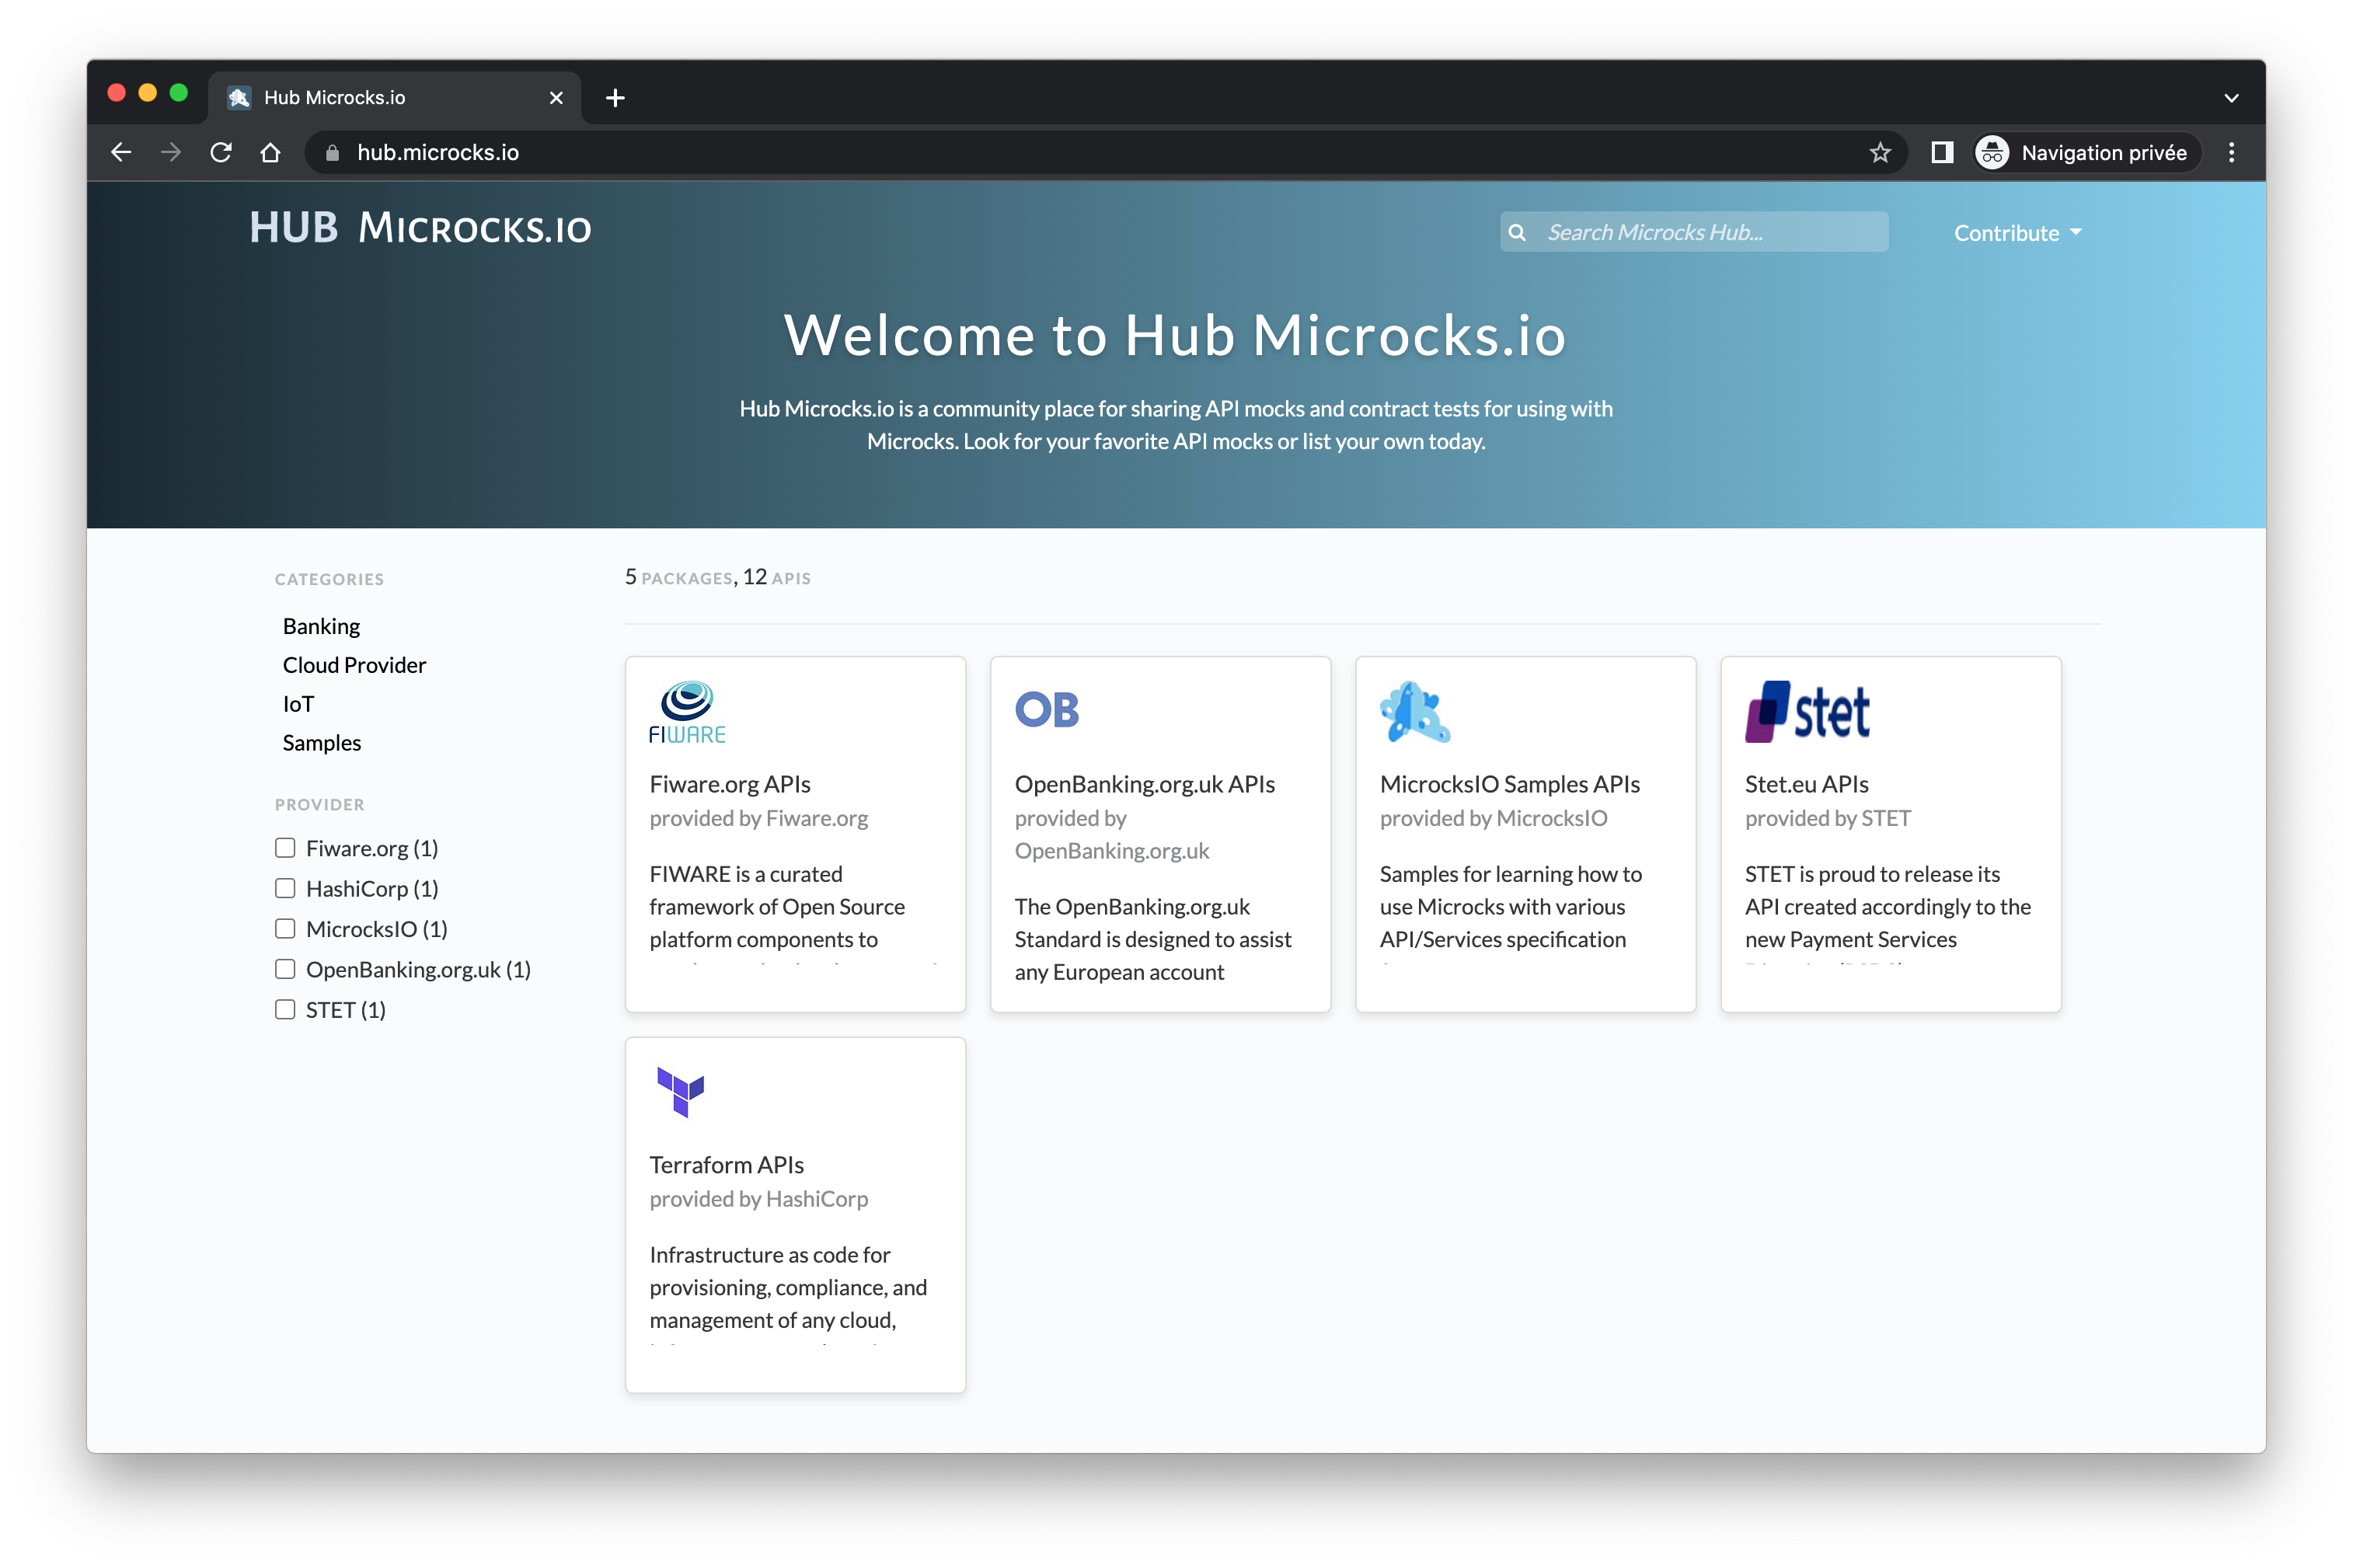 Hub Microcks.io
hub.microcks.io
Navigation privée
HUB MICROCKS.IO
Search Microcks Hub...
Contribute
Welcome to Hub Microcks.io
Hub Microcks.io is a community place for sharing API mocks and contract tests for using with
Microcks. Look for your favorite API mocks or list your own today.
CATEGORIES
Banking
Cloud Provider
IoT
Samples
PROVIDER
Fiware.org (1)
HashiCorp (1)
MicrocksIO (1)
OpenBanking.org.uk (1)
STET (1)
5 PACKAGES, 12 APIS
FIWARE
Fiware.org APIs
provided by Fiware.org
FIWARE is a curated
framework of Open Source
platform components to
OB
OpenBanking.org.uk APIs
provided by
OpenBanking.org.uk
The OpenBanking.org.uk
Standard is designed to assist
any European account
MicrocksIO Samples APIs
provided by MicrocksIO
Samples for learning how to
use Microcks with various
API/Services specification
stet
Stet.eu APIs
provided by STET
STET is proud to release its
API created accordingly to the
new Payment Services
Terraform APIs
provided by HashiCorp
Infrastructure as code for
provisioning, compliance, and
management of any cloud,